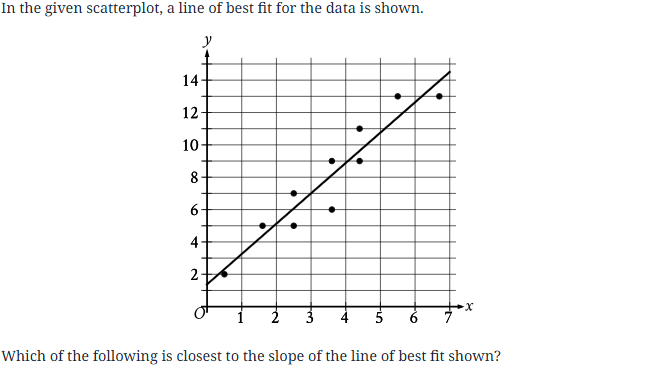 In the given scatterplot, a line of best fit for the data is shown.
y
14
12
10
8
6
4
2
O
1 2 3 4 5 6 7 x
Which of the following is closest to the slope of the line of best fit shown?